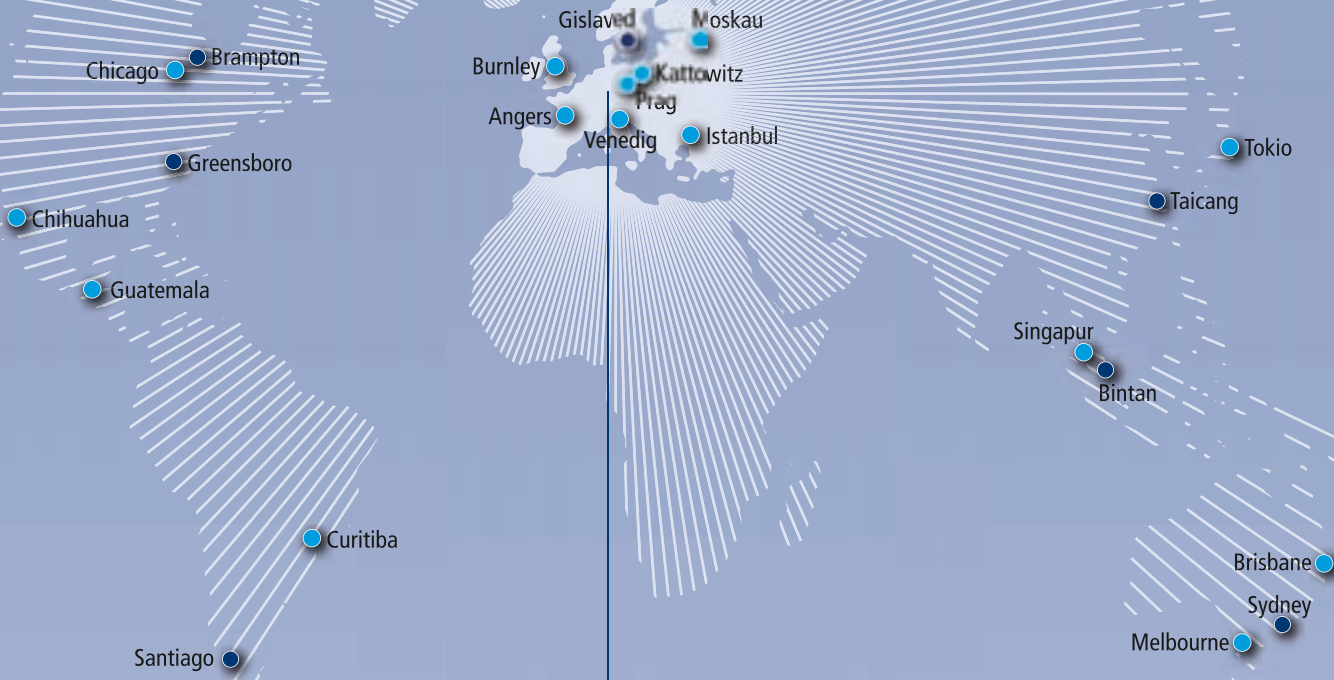 Gislaved
Moskau
Brampton
Chicago
Burnley
Kattowitz
Prag
Angers
Venedig
Istanbul
Tokio
Greensboro
Taicang
Chihuahua
Guatemala
Singapur
Bintan
Curitiba
Brisbane
Sydney
Melbourne
Santiago